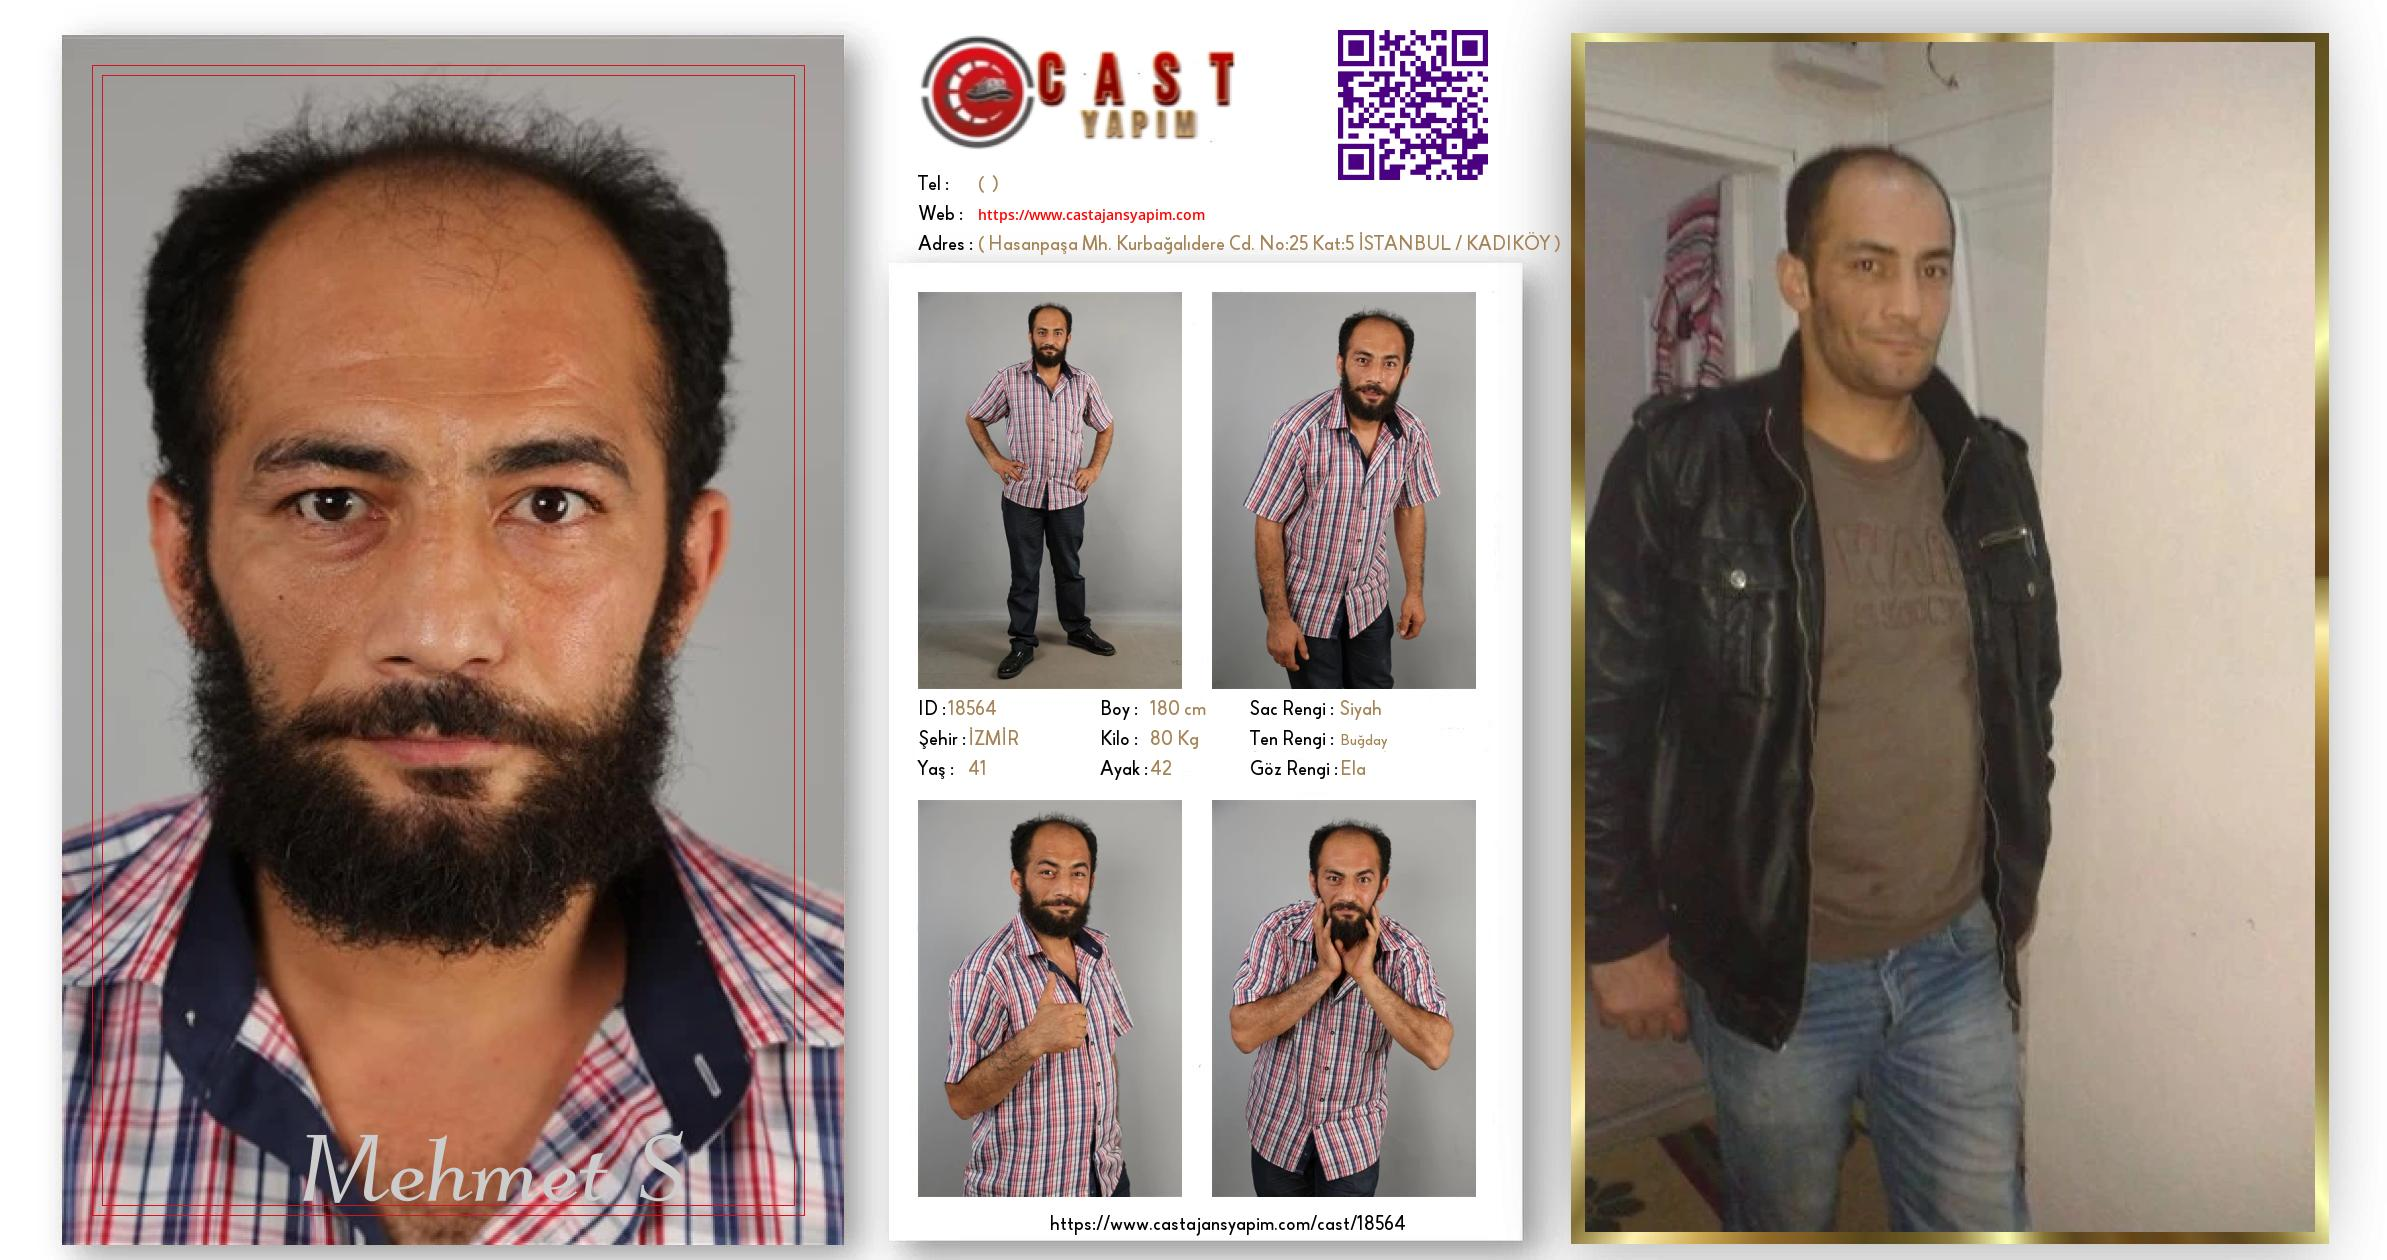 CAST
YAPIM
Tel : ( )
Web : https://www.castajansyapim.com
Adres : ( Hasanpaşa Mh. Kurbağalıdere Cd. No:25 Kat:5 İSTANBUL / KADIKÖY )
ID : 18564 Boy : 180 cm Sac Rengi : Siyah
Şehir : İZMİR Kilo : 80 Kg Ten Rengi : Buğday
Yaş : 41 Ayak : 42 Göz Rengi : Ela
Mehmet S
https://www.castajansyapim.com/cast/18564